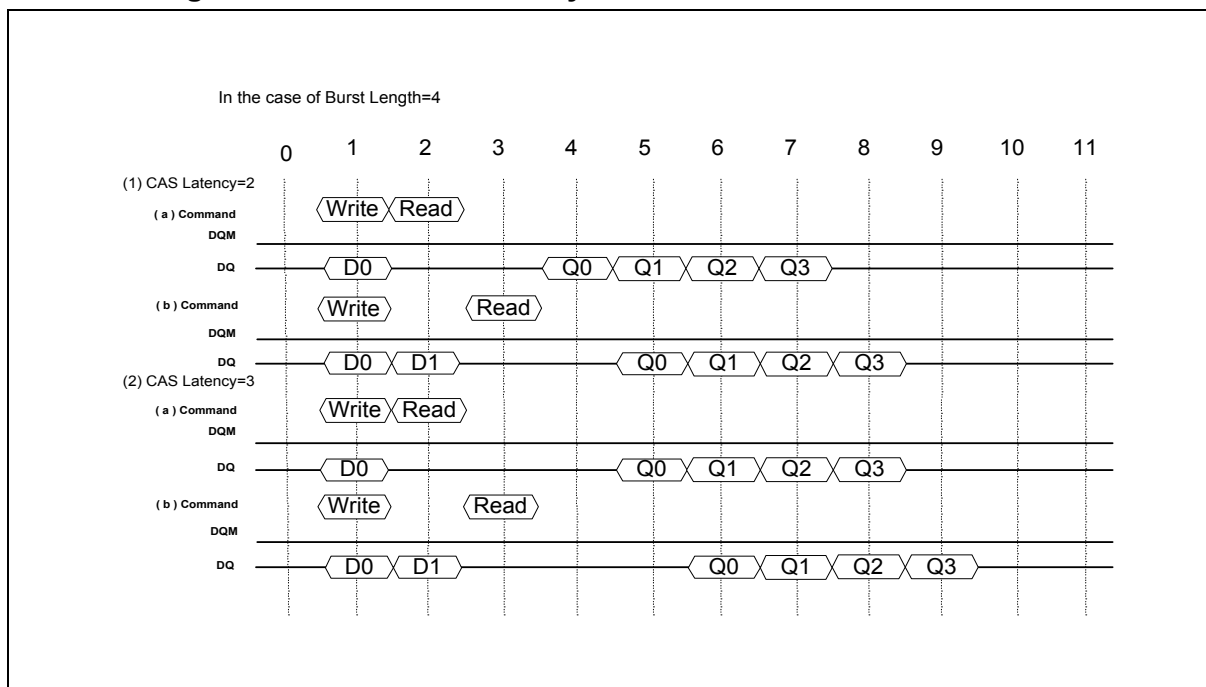 In the case of Burst Length=4
0 1 2 3 4 5 6 7 8 9 10 11
(1) CAS Latency=2
( a ) Command Write Read
DQM
DQ D0 Q0 Q1 Q2 Q3
( b ) Command Write Read
DQM
DQ D0 D1 Q0 Q1 Q2 Q3
(2) CAS Latency=3
( a ) Command Write Read
DQM
DQ D0 Q0 Q1 Q2 Q3
( b ) Command Write Read
DQM
DQ D0 D1 Q0 Q1 Q2 Q3